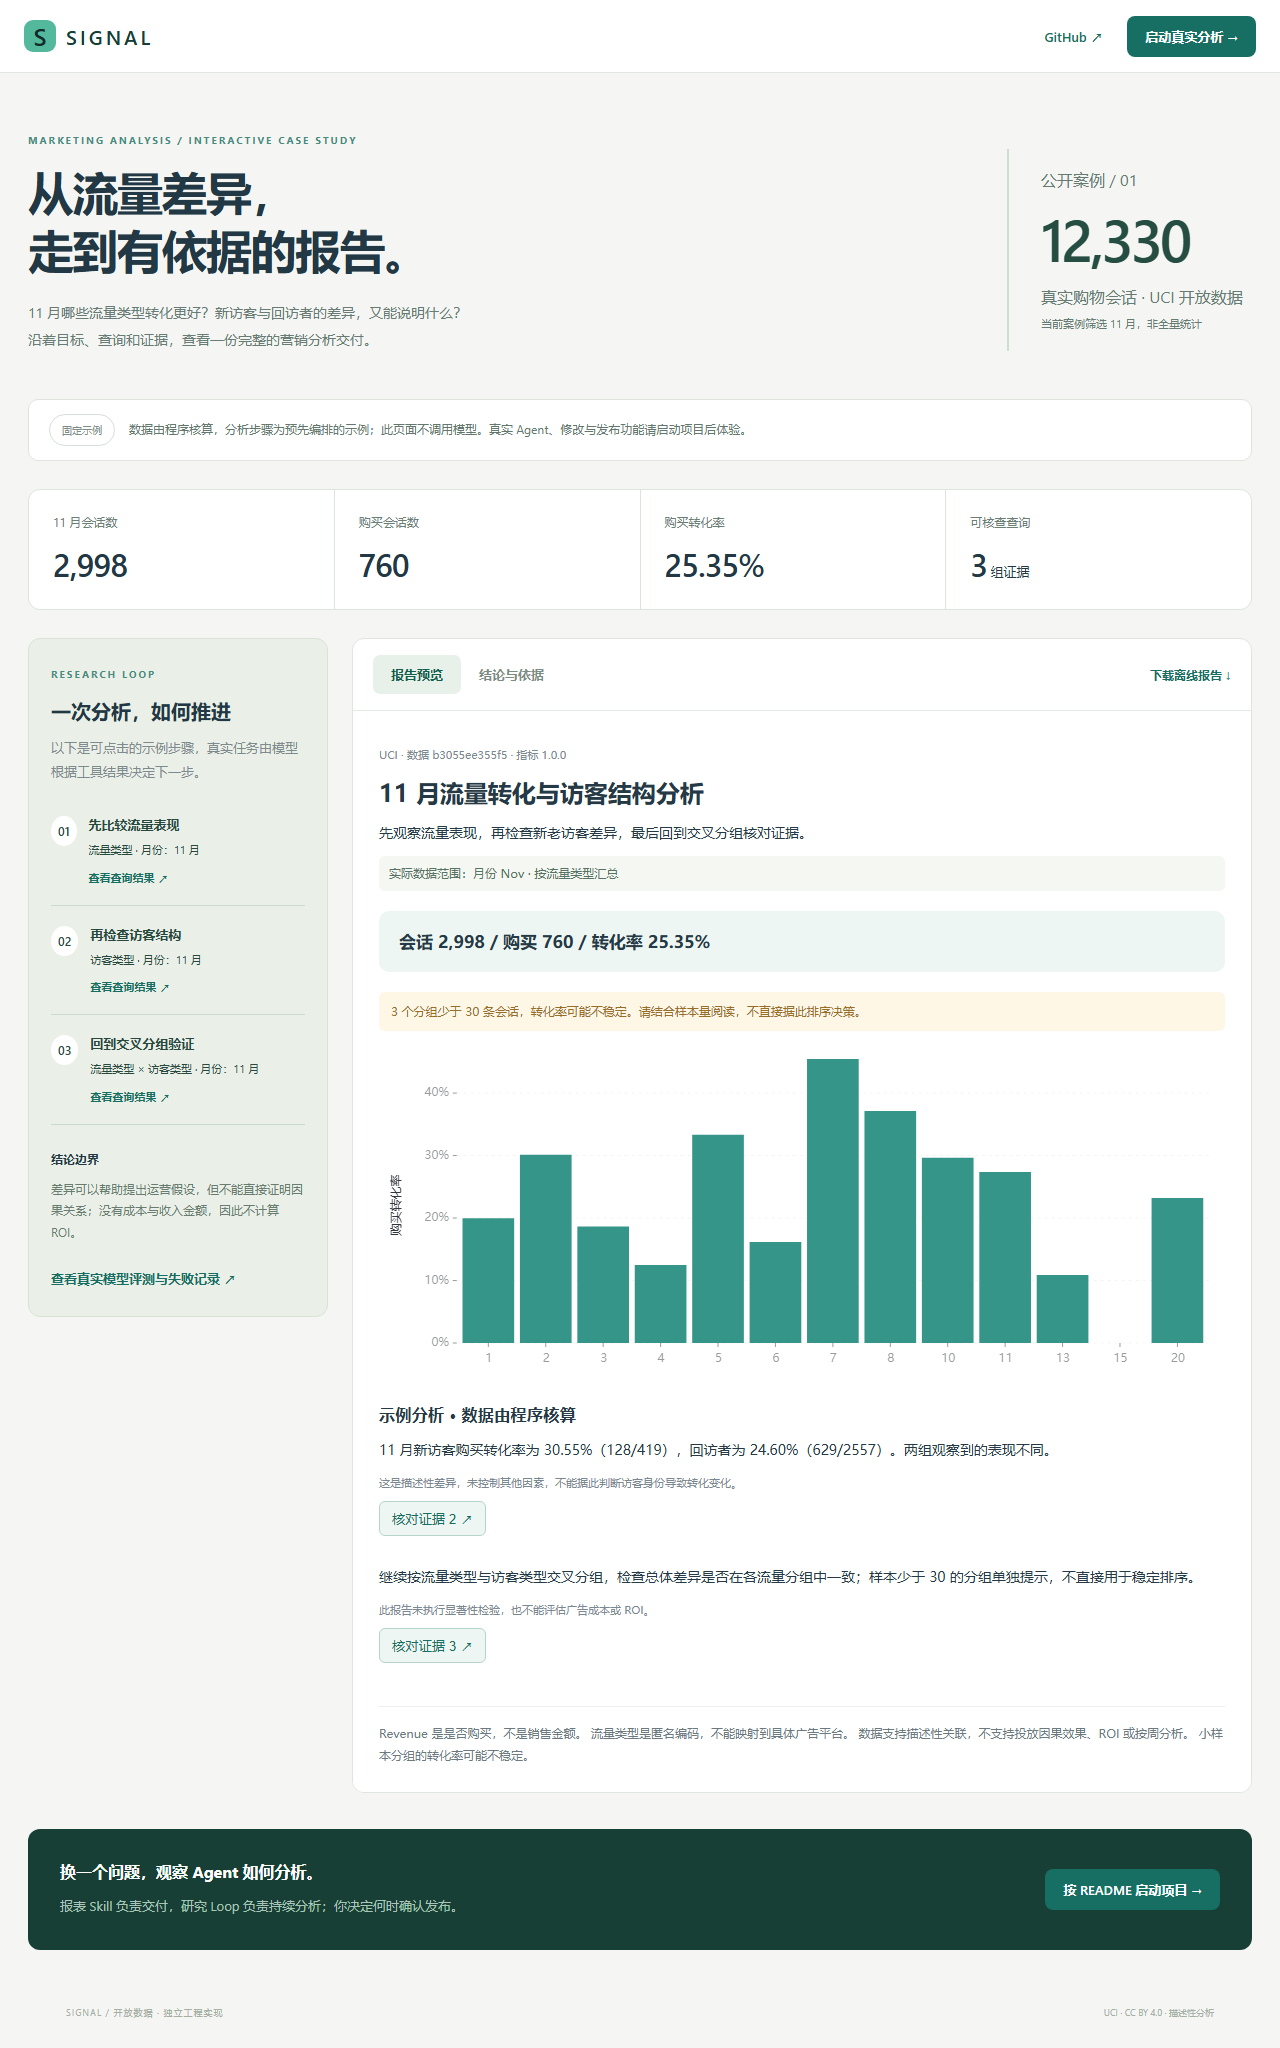 S SIGNAL
GitHub ↗
启动真实分析 →
MARKETING ANALYSIS / INTERACTIVE CASE STUDY
从流量差异，
走到有依据的报告。
11 月哪些流量类型转化更好？新访客与回访者的差异，又能说明什么？
沿着目标、查询和证据，查看一份完整的营销分析交付。
公开案例 / 01
12,330
真实购物会话 · UCI 开放数据
当前案例筛选 11 月，非全量统计
固定示例
数据由程序核算，分析步骤为预先编排的示例；此页面不调用模型。真实 Agent、修改与发布功能请启动项目后体验。
11 月会话数
2,998
购买会话数
760
购买转化率
25.35%
可核查查询
3 组证据
RESEARCH LOOP
一次分析，如何推进
以下是可点击的示例步骤，真实任务由模型
根据工具结果决定下一步。
01
先比较流量表现
流量类型 · 月份：11 月
查看查询结果 ↗
02
再检查访客结构
访客类型 · 月份：11 月
查看查询结果 ↗
03
回到交叉分组验证
流量类型 × 访客类型 · 月份：11 月
查看查询结果 ↗
结论边界
差异可以帮助提出运营假设，但不能直接证明因
果关系；没有成本与收入金额，因此不计算
ROI。
查看真实模型评测与失败记录 ↗
报告预览
结论与依据
下载离线报告 ↓
UCI · 数据 b3055ee355f5 · 指标 1.0.0
11 月流量转化与访客结构分析
先观察流量表现，再检查新老访客差异，最后回到交叉分组核对证据。
实际数据范围：月份 Nov · 按流量类型汇总
会话 2,998 / 购买 760 / 转化率 25.35%
3 个分组少于 30 条会话，转化率可能不稳定。请结合样本量阅读，不直接据此排序决策。
购买转化率
40%
30%
20%
10%
0%
1 2 3 4 5 6 7 8 10 11 13 15 20
示例分析 • 数据由程序核算
11 月新访客购买转化率为 30.55%（128/419），回访者为 24.60%（629/2557）。两组观察到的表现不同。
这是描述性差异，未控制其他因素，不能据此判断访客身份导致转化变化。
核对证据 2 ↗
继续按流量类型与访客类型交叉分组，检查总体差异是否在各流量分组中一致；样本少于 30 的分组单独提示，不直接用于稳定排序。
此报告未执行显著性检验，也不能评估广告成本或 ROI。
核对证据 3 ↗
Revenue 是是否购买，不是销售金额。 流量类型是匿名编码，不能映射到具体广告平台。 数据支持描述性关联，不支持投放因果效果、ROI 或按周分析。 小样
本分组的转化率可能不稳定。
换一个问题，观察 Agent 如何分析。
报表 Skill 负责交付，研究 Loop 负责持续分析；你决定何时确认发布。
按 README 启动项目 →
SIGNAL / 开放数据 · 独立工程实现
UCI · CC BY 4.0 · 描述性分析